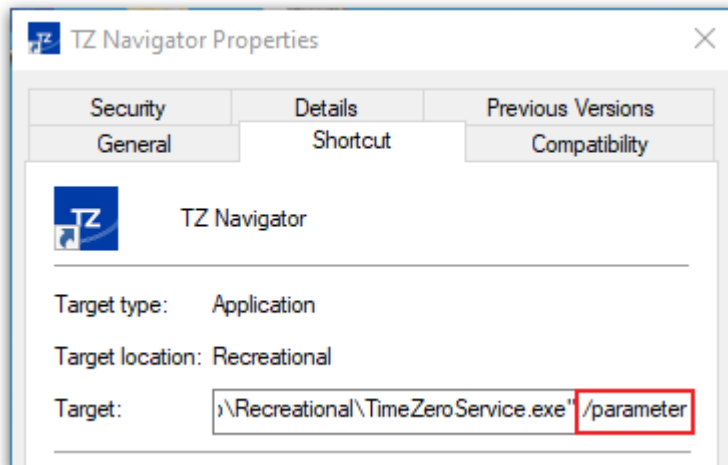 TZ TZ Navigator Properties
Security Details Previous Versions
General Shortcut Compatibility
TZ TZ Navigator
Target type: Application
Target location: Recreational
Target: \Recreational\TimeZeroService.exe" /parameter